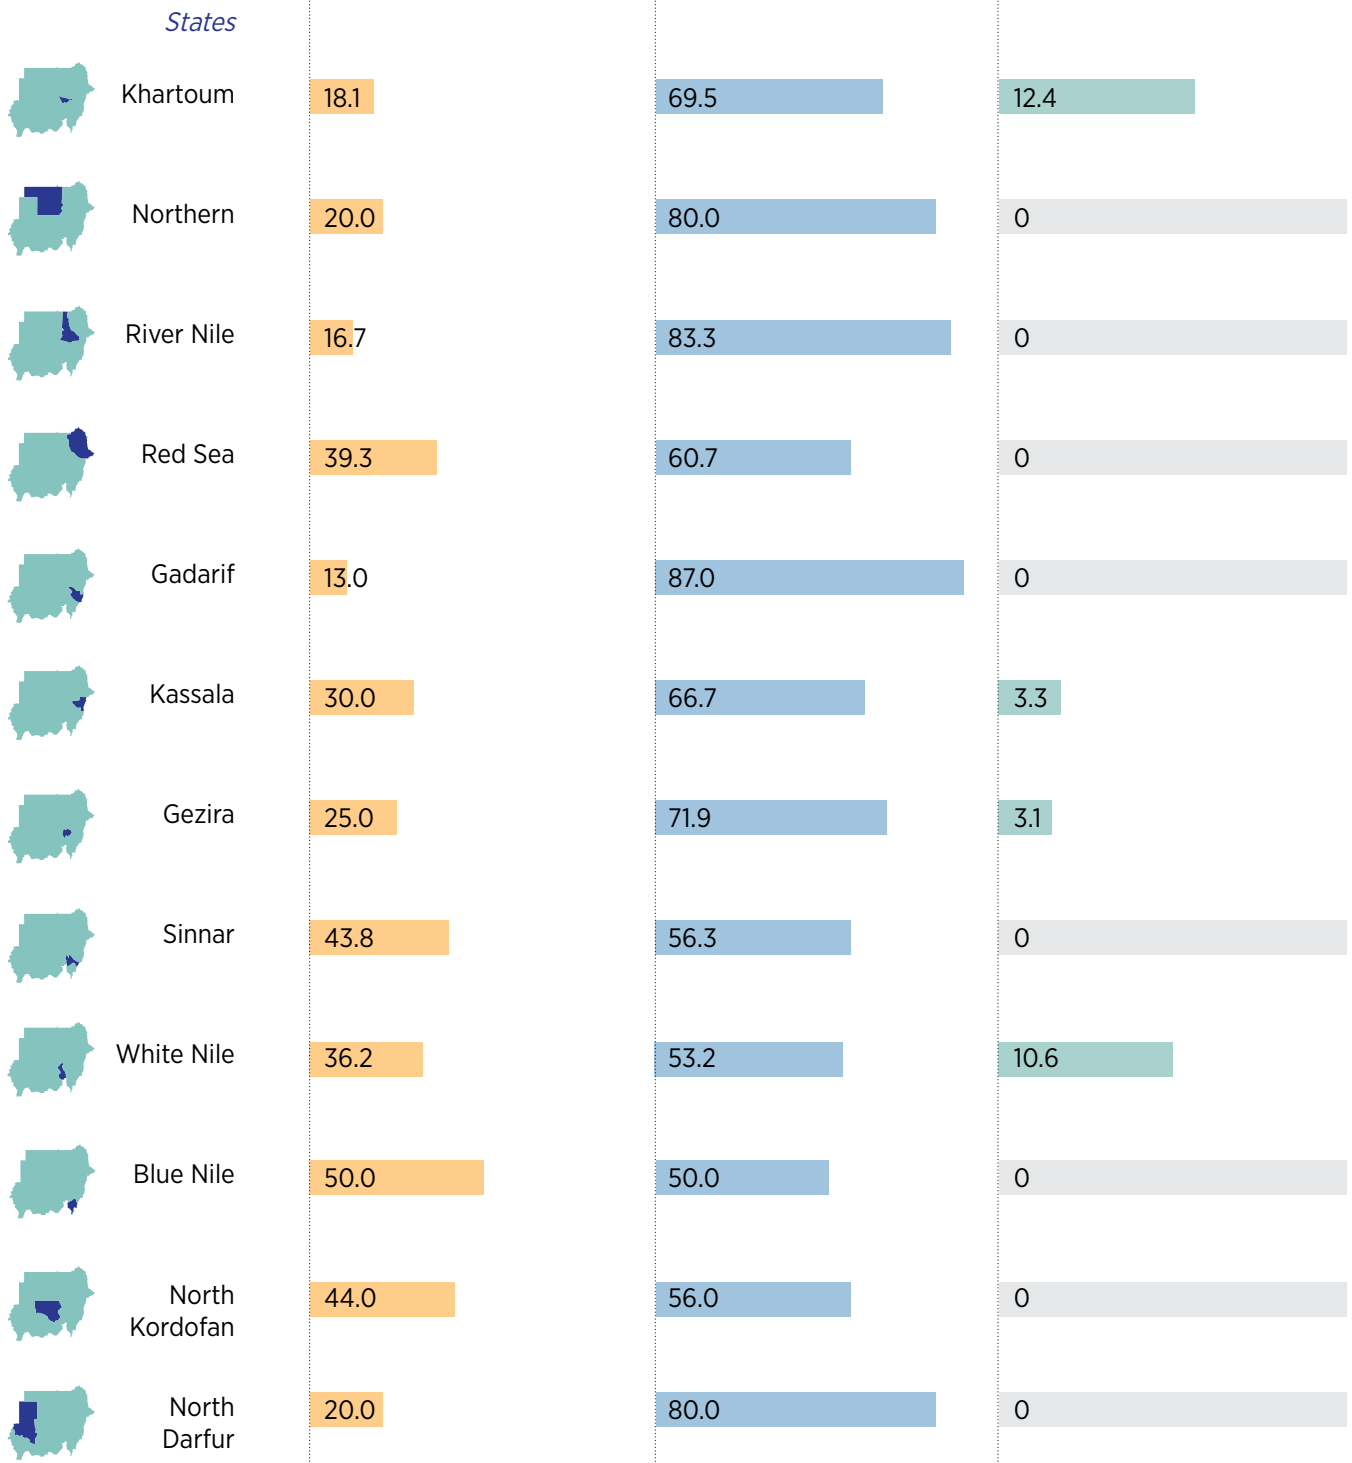 States
Khartoum 18.1 69.5 12.4
Northern 20.0 80.0 0
River Nile 16.7 83.3 0
Red Sea 39.3 60.7 0
Gadarif 13.0 87.0 0
Kassala 30.0 66.7 3.3
Gezira 25.0 71.9 3.1
Sinnar 43.8 56.3 0
White Nile 36.2 53.2 10.6
Blue Nile 50.0 50.0 0
North
Kordofan 44.0 56.0 0
North
Darfur 20.0 80.0 0